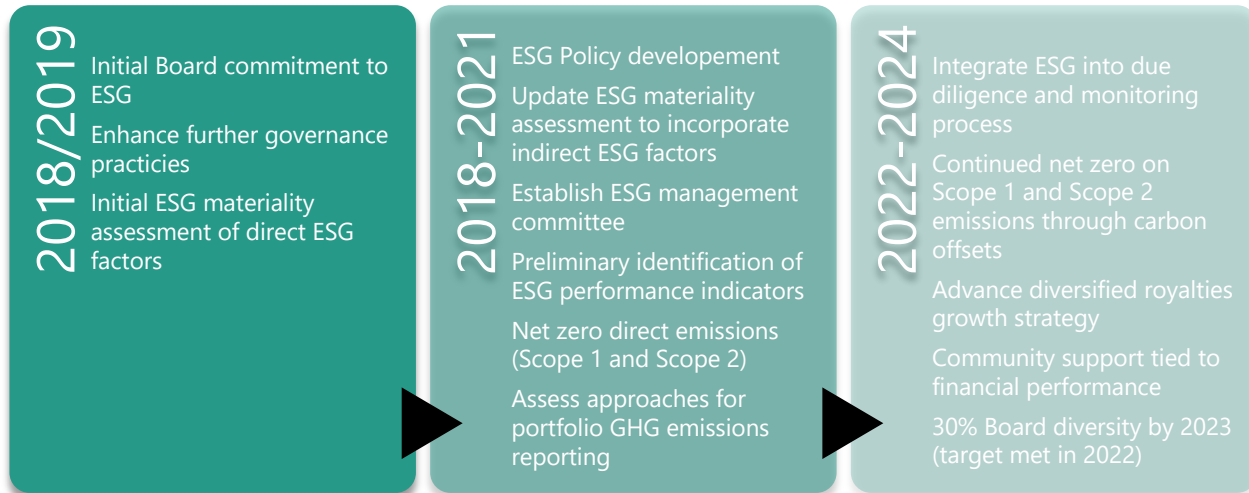 2018/2019
Initial Board commitment to
ESG
Enhance further governance
practicies
Initial ESG materiality
assessment of direct ESG
factors
2018-2021
ESG Policy developement
Update ESG materiality
assessment to incorporate
indirect ESG factors
Establish ESG management
committee
Preliminary identification of
ESG performance indicators
Net zero direct emissions
(Scope 1 and Scope 2)
Assess approaches for
portfolio GHG emissions
reporting
2022-2024
Integrate ESG into due
diligence and monitoring
process
Continued net zero on
Scope 1 and Scope 2
emissions through carbon
offsets
Advance diversified royalties
growth strategy
Community support tied to
financial performance
30% Board diversity by 2023
(target met in 2022)